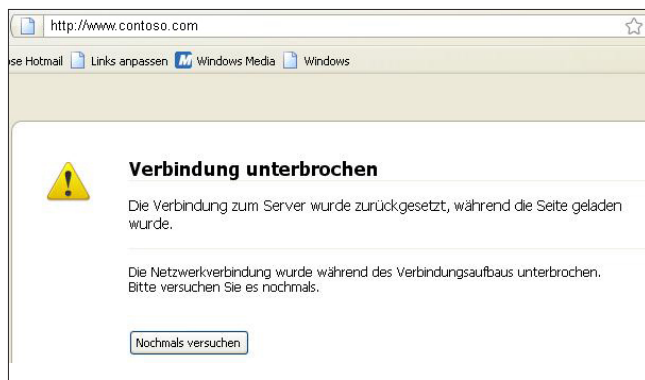 http://www.contoso.com
ose Hotmail Links anpassen Windows Media Windows
Verbindung unterbrochen
Die Verbindung zum Server wurde zurückgesetzt, während die Seite geladen
wurde.
Die Netzwerkverbindung wurde während des Verbindungsaufbaus unterbrochen.
Bitte versuchen Sie es nochmals.
Nochmals versuchen